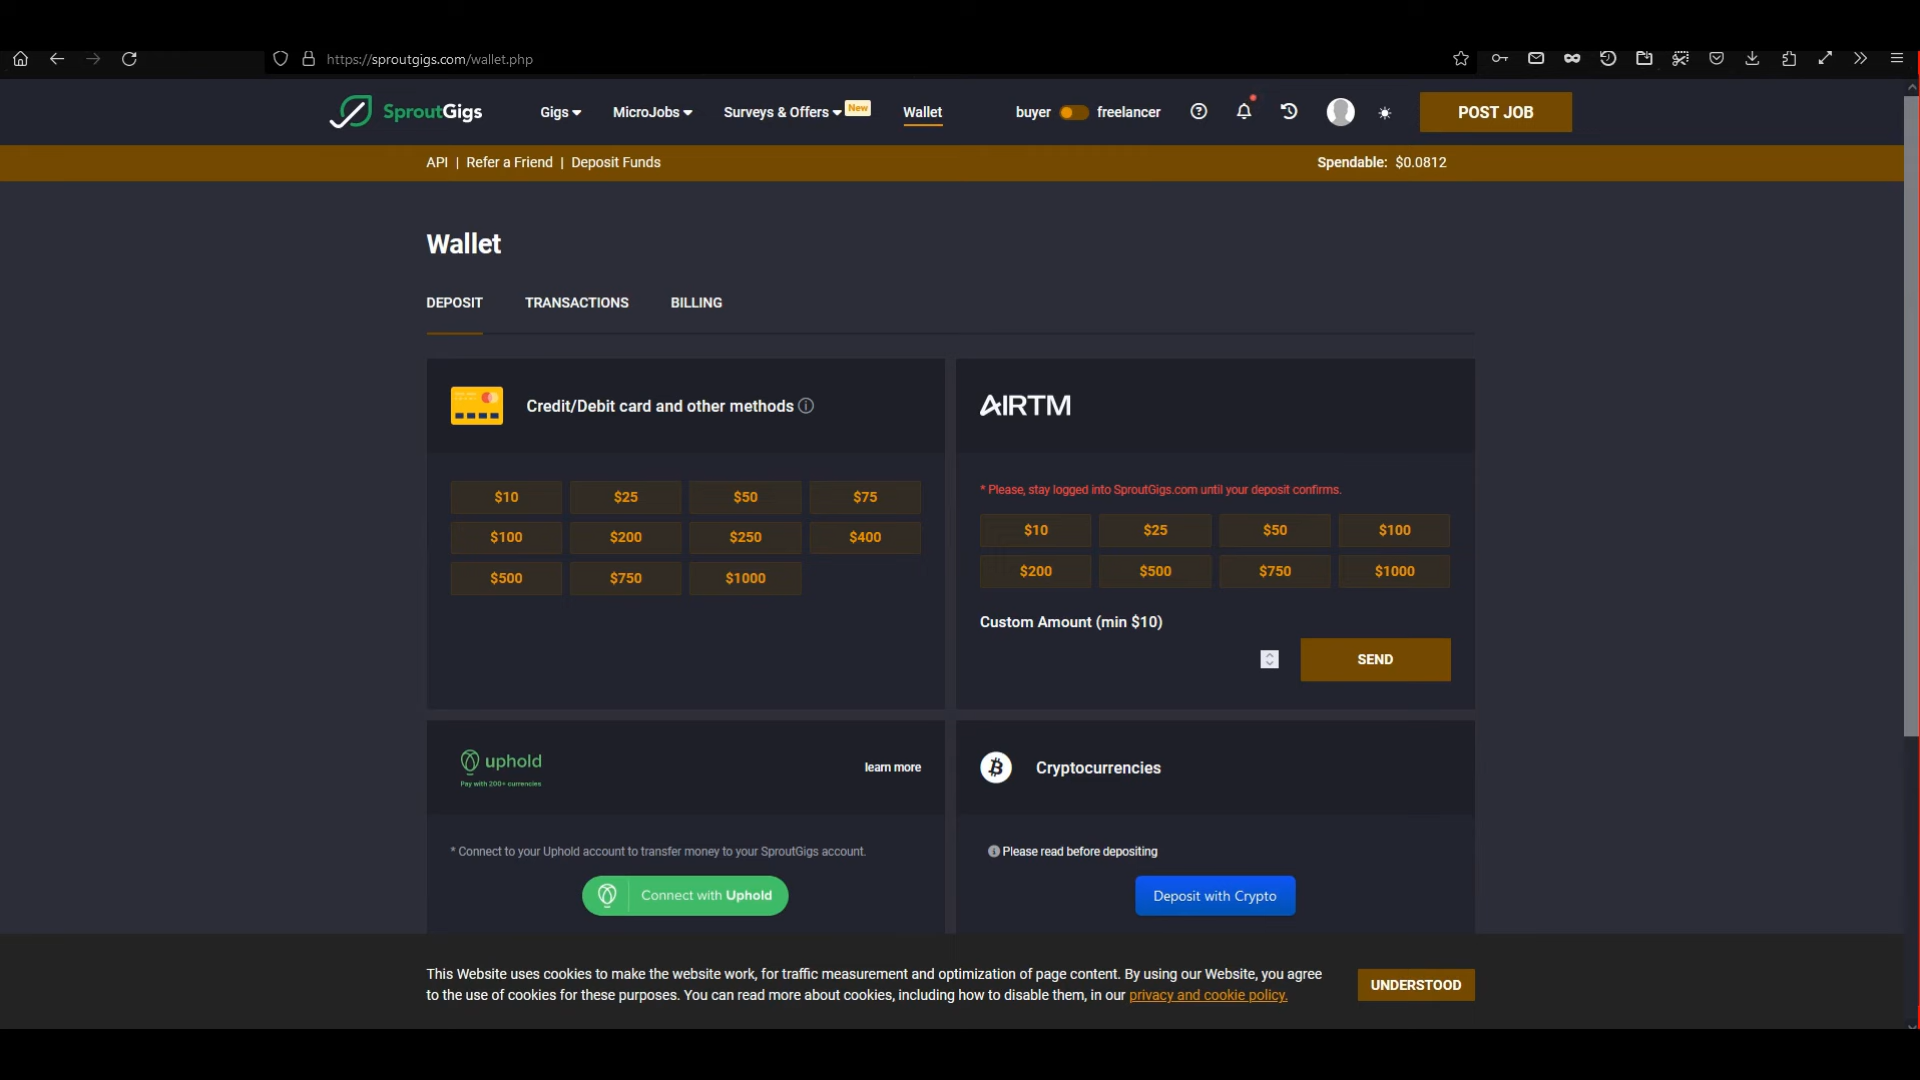 https://sproutgigs.com/wallet.php
SproutGigs
Gigs
MicroJobs
Surveys & Offers
New
Wallet
buyer
freelancer
POST JOB
API | Refer a Friend | Deposit Funds
Spendable: $0.0812
Wallet
DEPOSIT
TRANSACTIONS
BILLING
Credit/Debit card and other methods
$10 $25 $50 $75
$100 $200 $250 $400
$500 $750 $1000
AIRTM
* Please, stay logged into SproutGigs.com until your deposit confirms.
$10 $25 $50 $100
$200 $500 $750 $1000
Custom Amount (min $10)
SEND
uphold
Pay with 200+ currencies
learn more
* Connect to your Uphold account to transfer money to your SproutGigs account.
Connect with Uphold
Cryptocurrencies
Please read before depositing
Deposit with Crypto
This Website uses cookies to make the website work, for traffic measurement and optimization of page content. By using our Website, you agree
to the use of cookies for these purposes. You can read more about cookies, including how to disable them, in our privacy and cookie policy.
UNDERSTOOD